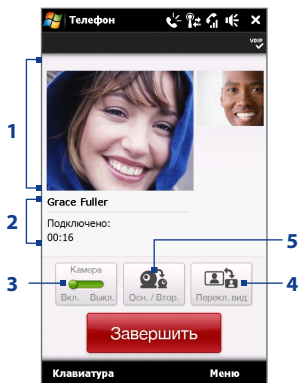 Телефон
VOIP
1
Grace Fuller
2
Подключено:
00:16
5
Камера
3
Вкл. Выкл.
Осн. / Втор.
Перекл. вид
4
Завершить
Клавиатура Меню